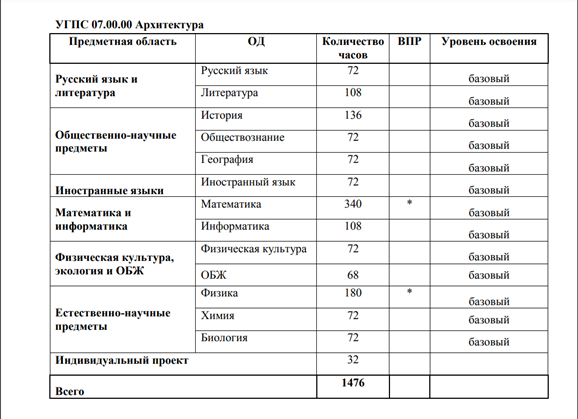 УГПС 07.00.00 Архитектура
Предметная область ОД Количество часов ВПР Уровень освоения
Русский язык и литература Русский язык 72 базовый
Литература 108 базовый
Общественно-научные предметы История 136 базовый
Обществознание 72 базовый
География 72 базовый
Иностранные языки Иностранный язык 72 базовый
Математика и информатика Математика 340 * базовый
Информатика 108 базовый
Физическая культура, экология и ОБЖ Физическая культура 72 базовый
ОБЖ 68 базовый
Естественно-научные предметы Физика 180 * базовый
Химия 72 базовый
Биология 72 базовый
Индивидуальный проект 32
Всего 1476